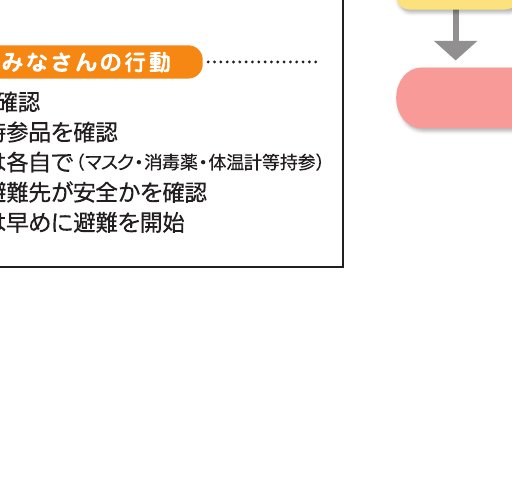 みなさんの行動
確認
持参品を確認
は各自で（マスク・消毒薬・体温計等持参）
避難先が安全かを確認
は早めに避難を開始